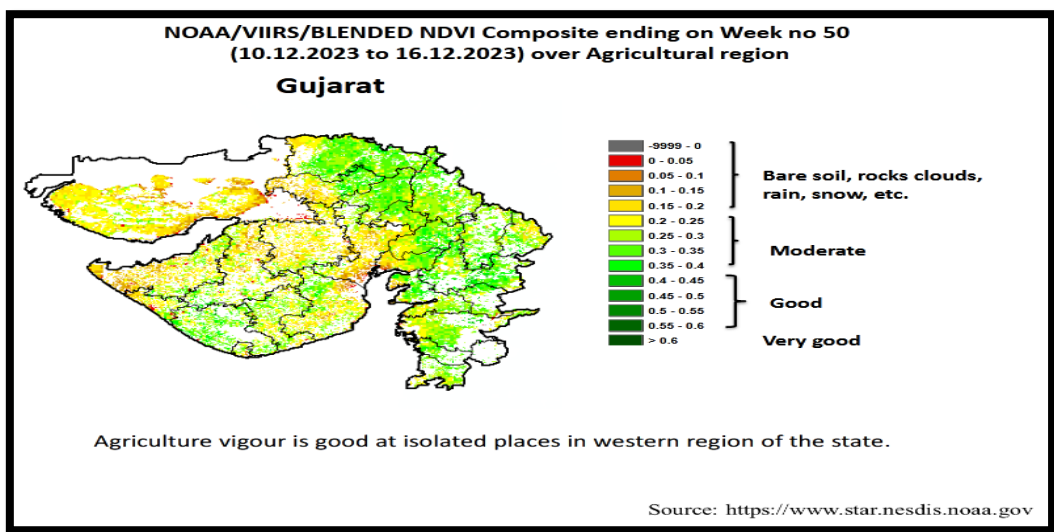 NOAA/VIIRS/BLENDED NDVI Composite ending on Week no 50
(10.12.2023 to 16.12.2023) over Agricultural region
Gujarat
-9999 - 0
0 - 0.05
0.05 - 0.1
0.1 - 0.15
0.15 - 0.2
0.2 - 0.25
0.25 - 0.3
0.3 - 0.35
0.35 - 0.4
0.4 - 0.45
0.45 - 0.5
0.5 - 0.55
0.55 - 0.6
> 0.6
Bare soil, rocks clouds,
rain, snow, etc.
Moderate
Good
Very good
Agriculture vigour is good at isolated places in western region of the state.
Source: https://www.star.nesdis.noaa.gov